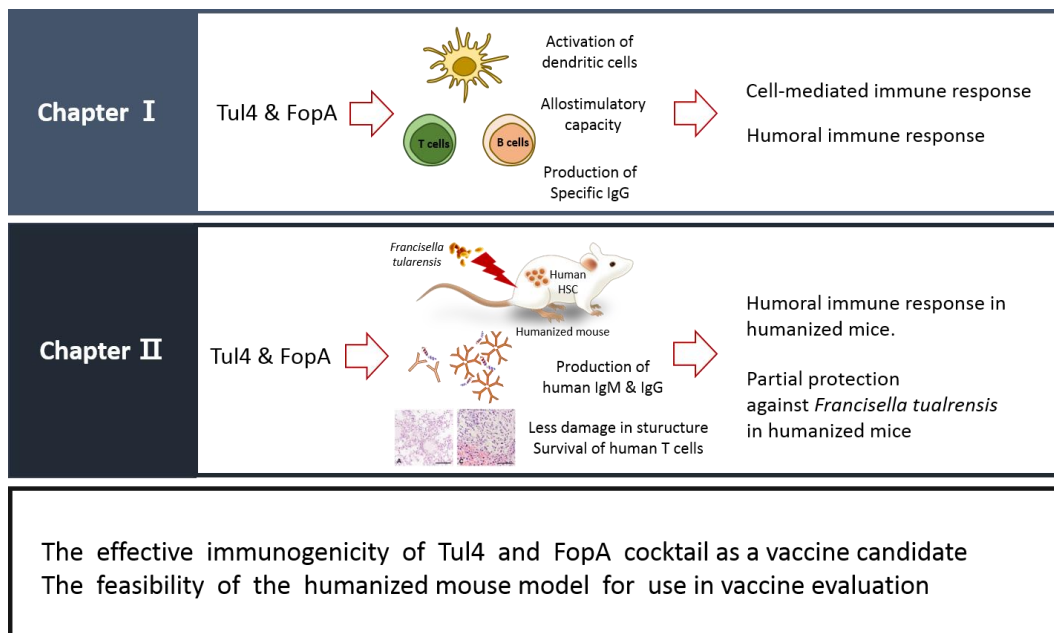 Chapter Ⅰ
Tul4 & FopA
Activation of
dendritic cells
Allostimulatory
capacity
T cells
B cells
Production of
Specific IgG
Cell-mediated immune response
Humoral immune response
Chapter Ⅱ
Tul4 & FopA
Francisella
tularensis
Human
HSC
Humanized mouse
Production of
human IgM & IgG
A
C
Less damage in sturucture
Survival of human T cells
Humoral immune response in
humanized mice.
Partial protection
against Francisella tualrensis
in humanized mice
The effective immunogenicity of Tul4 and FopA cocktail as a vaccine candidate
The feasibility of the humanized mouse model for use in vaccine evaluation